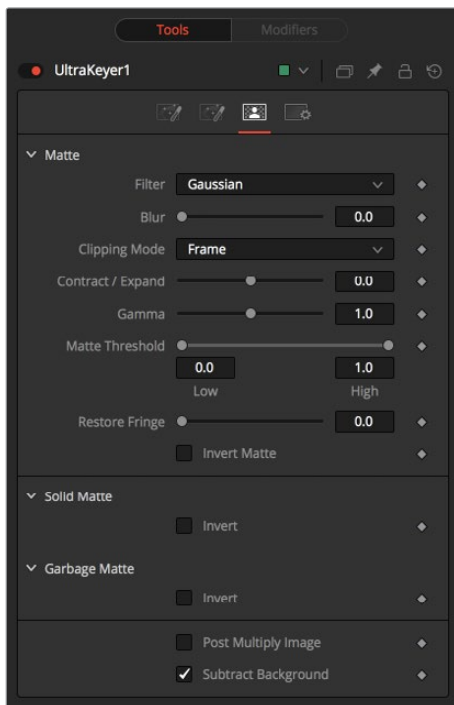 Tools Modifiers
UltraKeyer1
Matte
Filter Gaussian
Blur 0.0
Clipping Mode Frame
Contract / Expand 0.0
Gamma 1.0
Matte Threshold
0.0 1.0
Low High
Restore Fringe 0.0
Invert Matte
Solid Matte
Invert
Garbage Matte
Invert
Post Multiply Image
Subtract Background